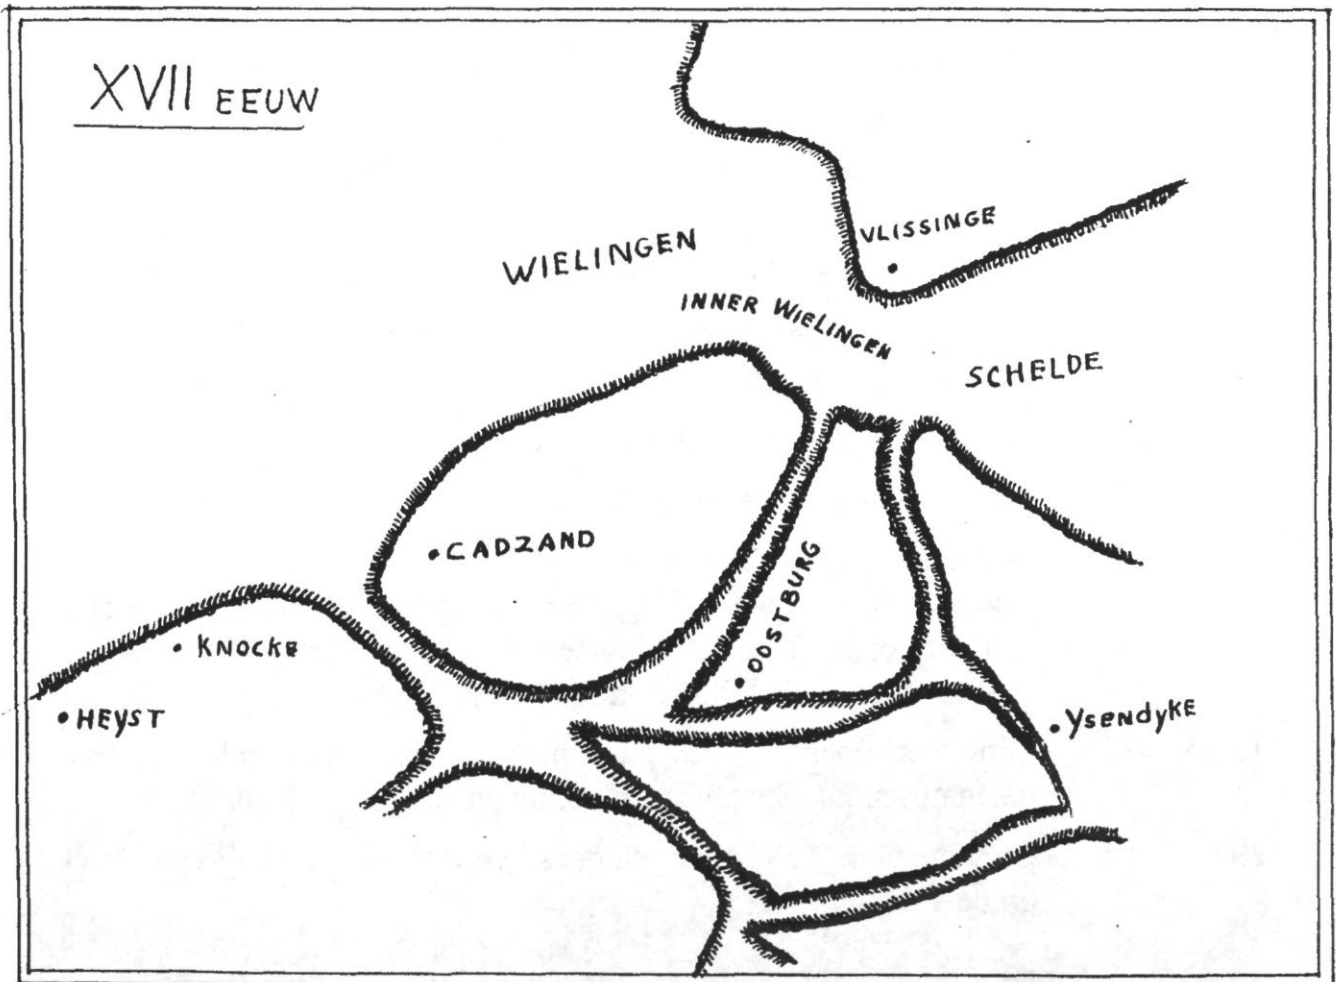 XVII EEUW
VLISSINGE
WIELINGEN
INNER WIELINGEN
SCHELDE
CADZAND
OOSTBURG
KNOCKE
HEYST
YSENDYKE